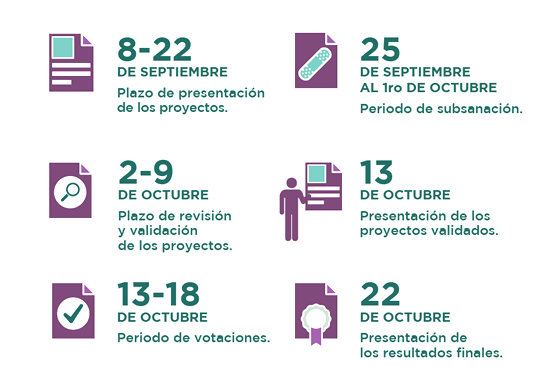 8-22
DE SEPTIEMBRE
Plazo de presentación
de los proyectos.
25
DE SEPTIEMBRE
AL 1ro DE OCTUBRE
Periodo de subsanación.
2-9
DE OCTUBRE
Plazo de revisión
y validación
de los proyectos.
13
DE OCTUBRE
Presentación de los
proyectos validados.
13-18
DE OCTUBRE
Periodo de votaciones.
22
DE OCTUBRE
Presentación de
los resultados finales.